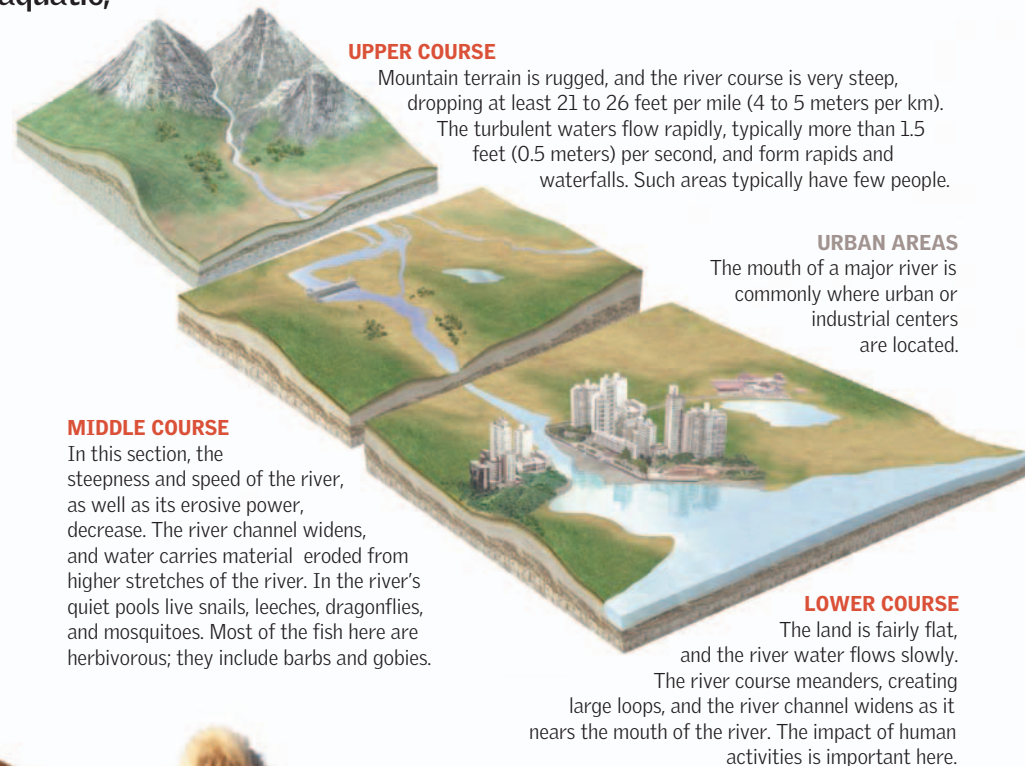 aquatic,
UPPER COURSE
Mountain terrain is rugged, and the river course is very steep,
dropping at least 21 to 26 feet per mile (4 to 5 meters per km).
The turbulent waters flow rapidly, typically more than 1.5
feet (0.5 meters) per second, and form rapids and
waterfalls. Such areas typically have few people.
URBAN AREAS
The mouth of a major river is
commonly where urban or
industrial centers
are located.
MIDDLE COURSE
In this section, the
steepness and speed of the river,
as well as its erosive power,
decrease. The river channel widens,
and water carries material eroded from
higher stretches of the river. In the river's
quiet pools live snails, leeches, dragonflies,
and mosquitoes. Most of the fish here are
herbivorous; they include barbs and gobies.
LOWER COURSE
The land is fairly flat,
and the river water flows slowly.
The river course meanders, creating
large loops, and the river channel widens as it
nears the mouth of the river. The impact of human
activities is important here.